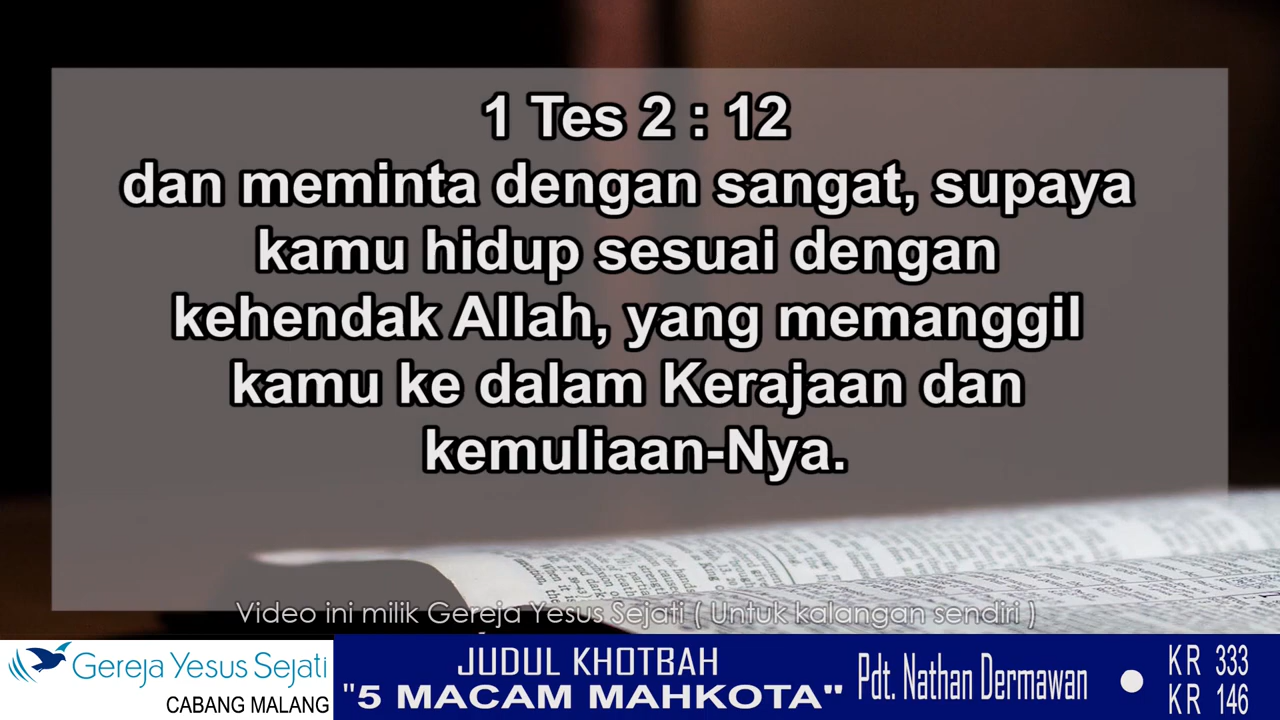 1 Tes 2 : 12
dan meminta dengan sangat, supaya
kamu hidup sesuai dengan
kehendak Allah, yang memanggil
kamu ke dalam Kerajaan dan
kemuliaan-Nya.
Video ini milik Gereja Yesus Sejati ( Untuk kalangan sendiri )
Gereja Yesus Sejati
CABANG MALANG
JUDUL KHOTBAH
"5 MACAM MAHKOTA"
Pdt. Nathan Dermawan
KR 333
KR 146